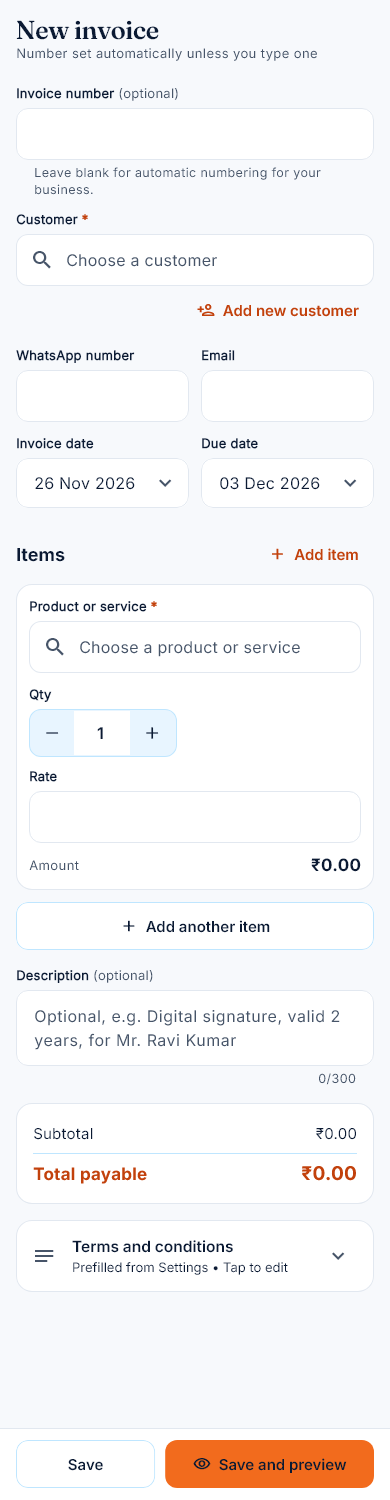 New invoice
Number set automatically unless you type one
Invoice number (optional)
Leave blank for automatic numbering for your
business.
Customer *
Choose a customer
Add new customer
WhatsApp number Email
Invoice date Due date
26 Nov 2026 03 Dec 2026
Items + Add item
Product or service *
Choose a product or service
Qty
− 1 +
Rate
Amount ₹0.00
+ Add another item
Description (optional)
Optional, e.g. Digital signature, valid 2
years, for Mr. Ravi Kumar
0/300
Subtotal ₹0.00
Total payable ₹0.00
Terms and conditions
Prefilled from Settings • Tap to edit
Save Save and preview